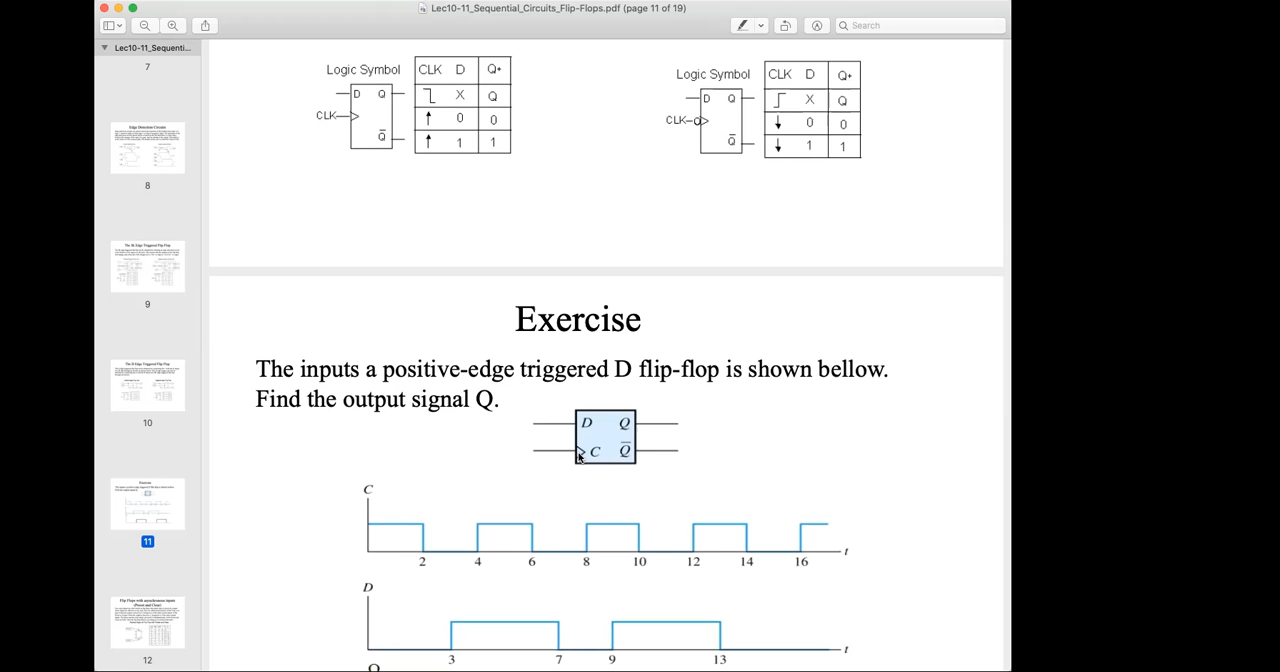 Lec10-11_Sequential_Circuits_Flip-Flops.pdf (page 11 of 19)
Search
Lec10-11_Sequenti...
7
8
9
10
11
12
Logic Symbol
CLK D Q+
X Q
0 0
1 1
D Q
CLK
Q̅
Logic Symbol
CLK D Q+
X Q
0 0
1 1
D Q
CLK
Q̅
Exercise
The inputs a positive-edge triggered D flip-flop is shown bellow.
Find the output signal Q.
D Q
C Q̅
C
2 4 6 8 10 12 14 16 t
D
3 7 9 13 t
Q